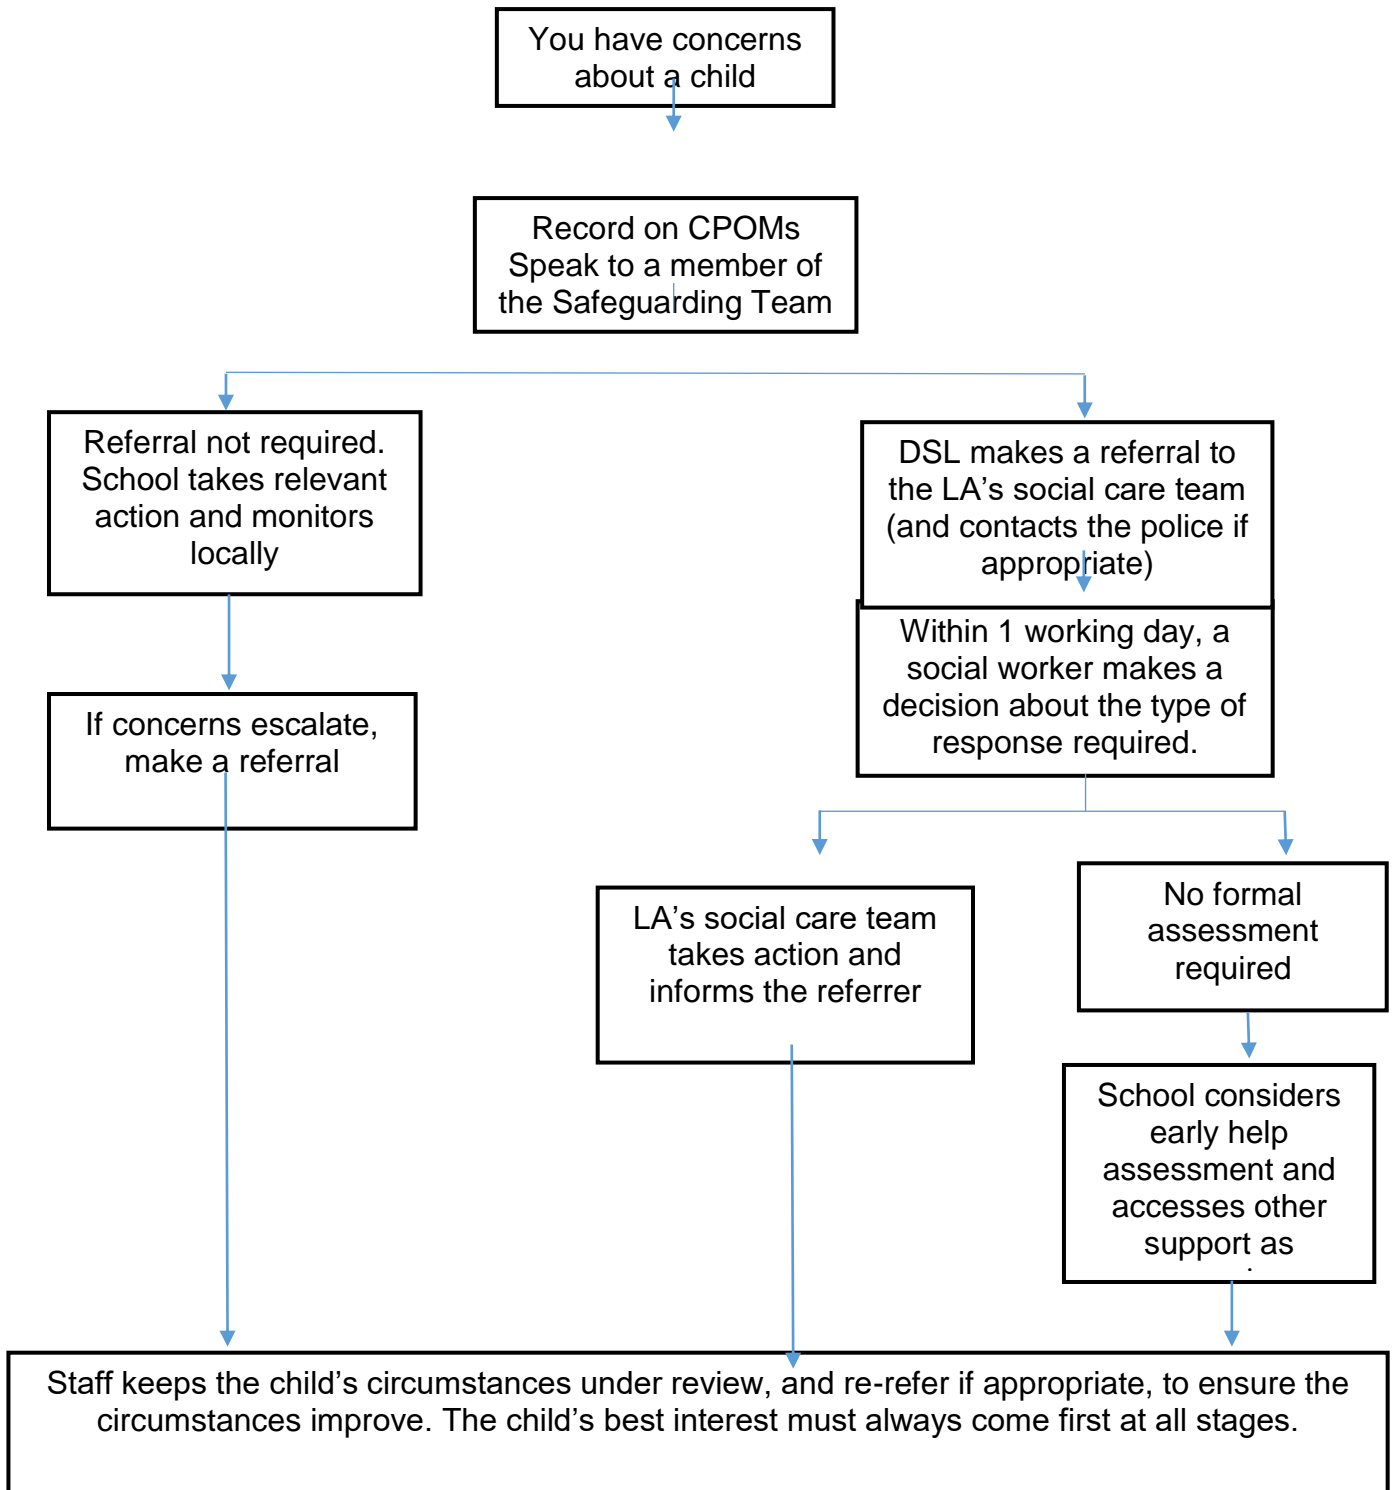 You have concerns
about a child
Record on CPOMs
Speak to a member of
the Safeguarding Team
Referral not required.
School takes relevant
action and monitors
locally
DSL makes a referral to
the LA’s social care team
(and contacts the police if
appropriate)
Within 1 working day, a
social worker makes a
decision about the type of
response required.
If concerns escalate,
make a referral
LA’s social care team
takes action and
informs the referrer
No formal
assessment
required
School considers
early help
assessment and
accesses other
support as
Staff keeps the child’s circumstances under review, and re-refer if appropriate, to ensure the
circumstances improve. The child’s best interest must always come first at all stages.